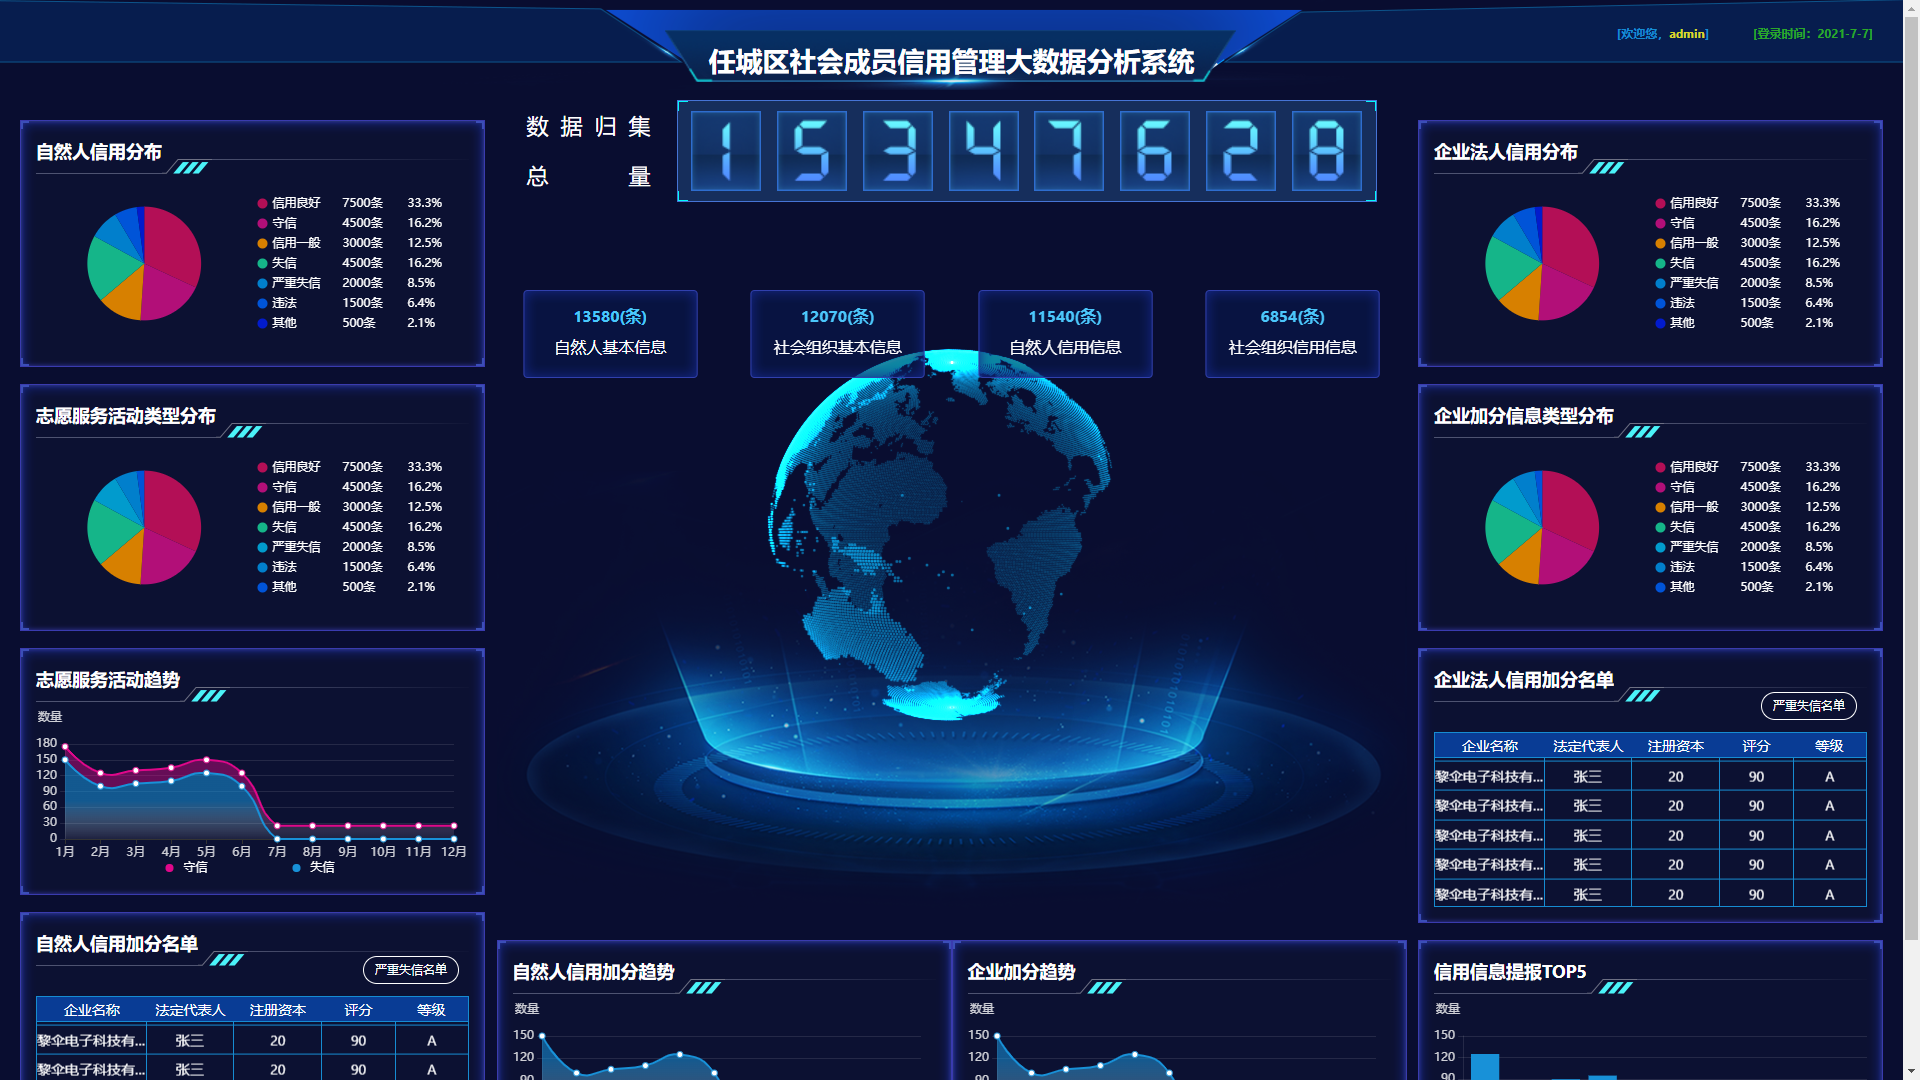 任城区社会成员信用管理大数据分析系统
[欢迎您，admin]
[登录时间：2021-7-7]
数据归集
总量
1 5 3 4 7 6 2 8
13580(条)
自然人基本信息
12070(条)
社会组织基本信息
11540(条)
自然人信用信息
6854(条)
社会组织信用信息
自然人信用分布
信用良好 7500条 33.3%
守信 4500条 16.2%
信用一般 3000条 12.5%
失信 4500条 16.2%
严重失信 2000条 8.5%
违法 1500条 6.4%
其他 500条 2.1%
志愿服务活动类型分布
信用良好 7500条 33.3%
守信 4500条 16.2%
信用一般 3000条 12.5%
失信 4500条 16.2%
严重失信 2000条 8.5%
违法 1500条 6.4%
其他 500条 2.1%
志愿服务活动趋势
数量
180
150
120
90
60
30
0
1月 2月 3月 4月 5月 6月 7月 8月 9月 10月 11月 12月
守信 失信
自然人信用加分名单
严重失信名单
企业名称 法定代表人 注册资本 评分 等级
黎伞电子科技有... 张三 20 90 A
黎伞电子科技有... 张三 20 90 A
自然人信用加分趋势
数量
150
120
90
企业加分趋势
数量
150
120
90
企业法人信用分布
信用良好 7500条 33.3%
守信 4500条 16.2%
信用一般 3000条 12.5%
失信 4500条 16.2%
严重失信 2000条 8.5%
违法 1500条 6.4%
其他 500条 2.1%
企业加分信息类型分布
信用良好 7500条 33.3%
守信 4500条 16.2%
信用一般 3000条 12.5%
失信 4500条 16.2%
严重失信 2000条 8.5%
违法 1500条 6.4%
其他 500条 2.1%
企业法人信用加分名单
严重失信名单
企业名称 法定代表人 注册资本 评分 等级
黎伞电子科技有... 张三 20 90 A
黎伞电子科技有... 张三 20 90 A
黎伞电子科技有... 张三 20 90 A
黎伞电子科技有... 张三 20 90 A
黎伞电子科技有... 张三 20 90 A
信用信息提报TOP5
数量
150
120
90